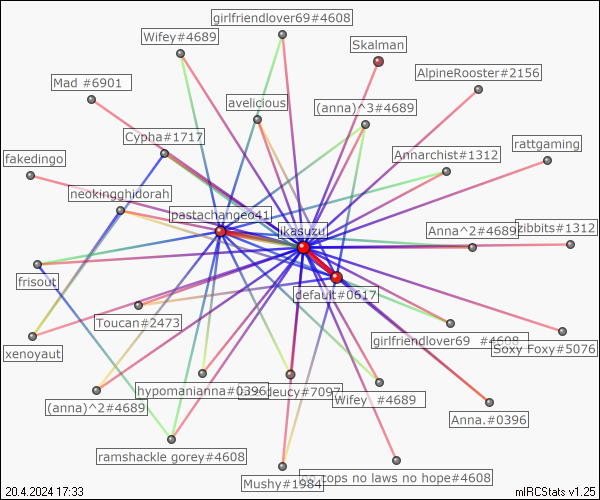 girlfriendlover69#4608
Wifey#4689
Skalman
AlpineRooster#2156
Mad #6901
avelicious
(anna)^3#4689
Cypha#1717
rattgaming
fakedingo
Annarchist#1312
neokingghidorah
pastachangeo41
ikasuzu
Anna^2#4689
zibbits#1312
frisout
default#0617
Toucan#2473
girlfriendlover69 #4608
xenoyaut
Soxy Foxy#5076
hypomanianna#0396
deucy#7097
Wifey #4689
(anna)^2#4689
Anna.#0396
ramshackle gorey#4608
no cops no laws no hope#4608
Mushy#1984
20.4.2024 17:33
mIRCStats v1.25